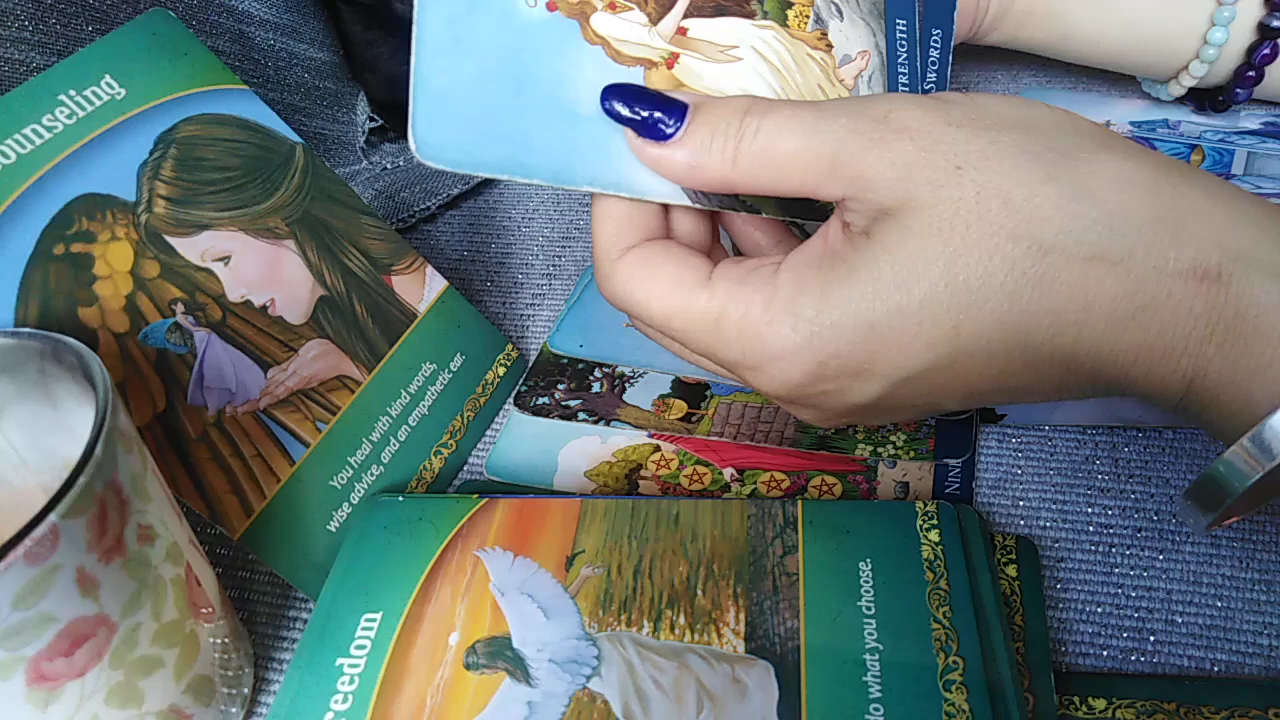 ounseling
You heal with kind words,
wise advice, and an empathetic ear.
TRENGTH
SWORDS
NINE
reedom
do what you choose.